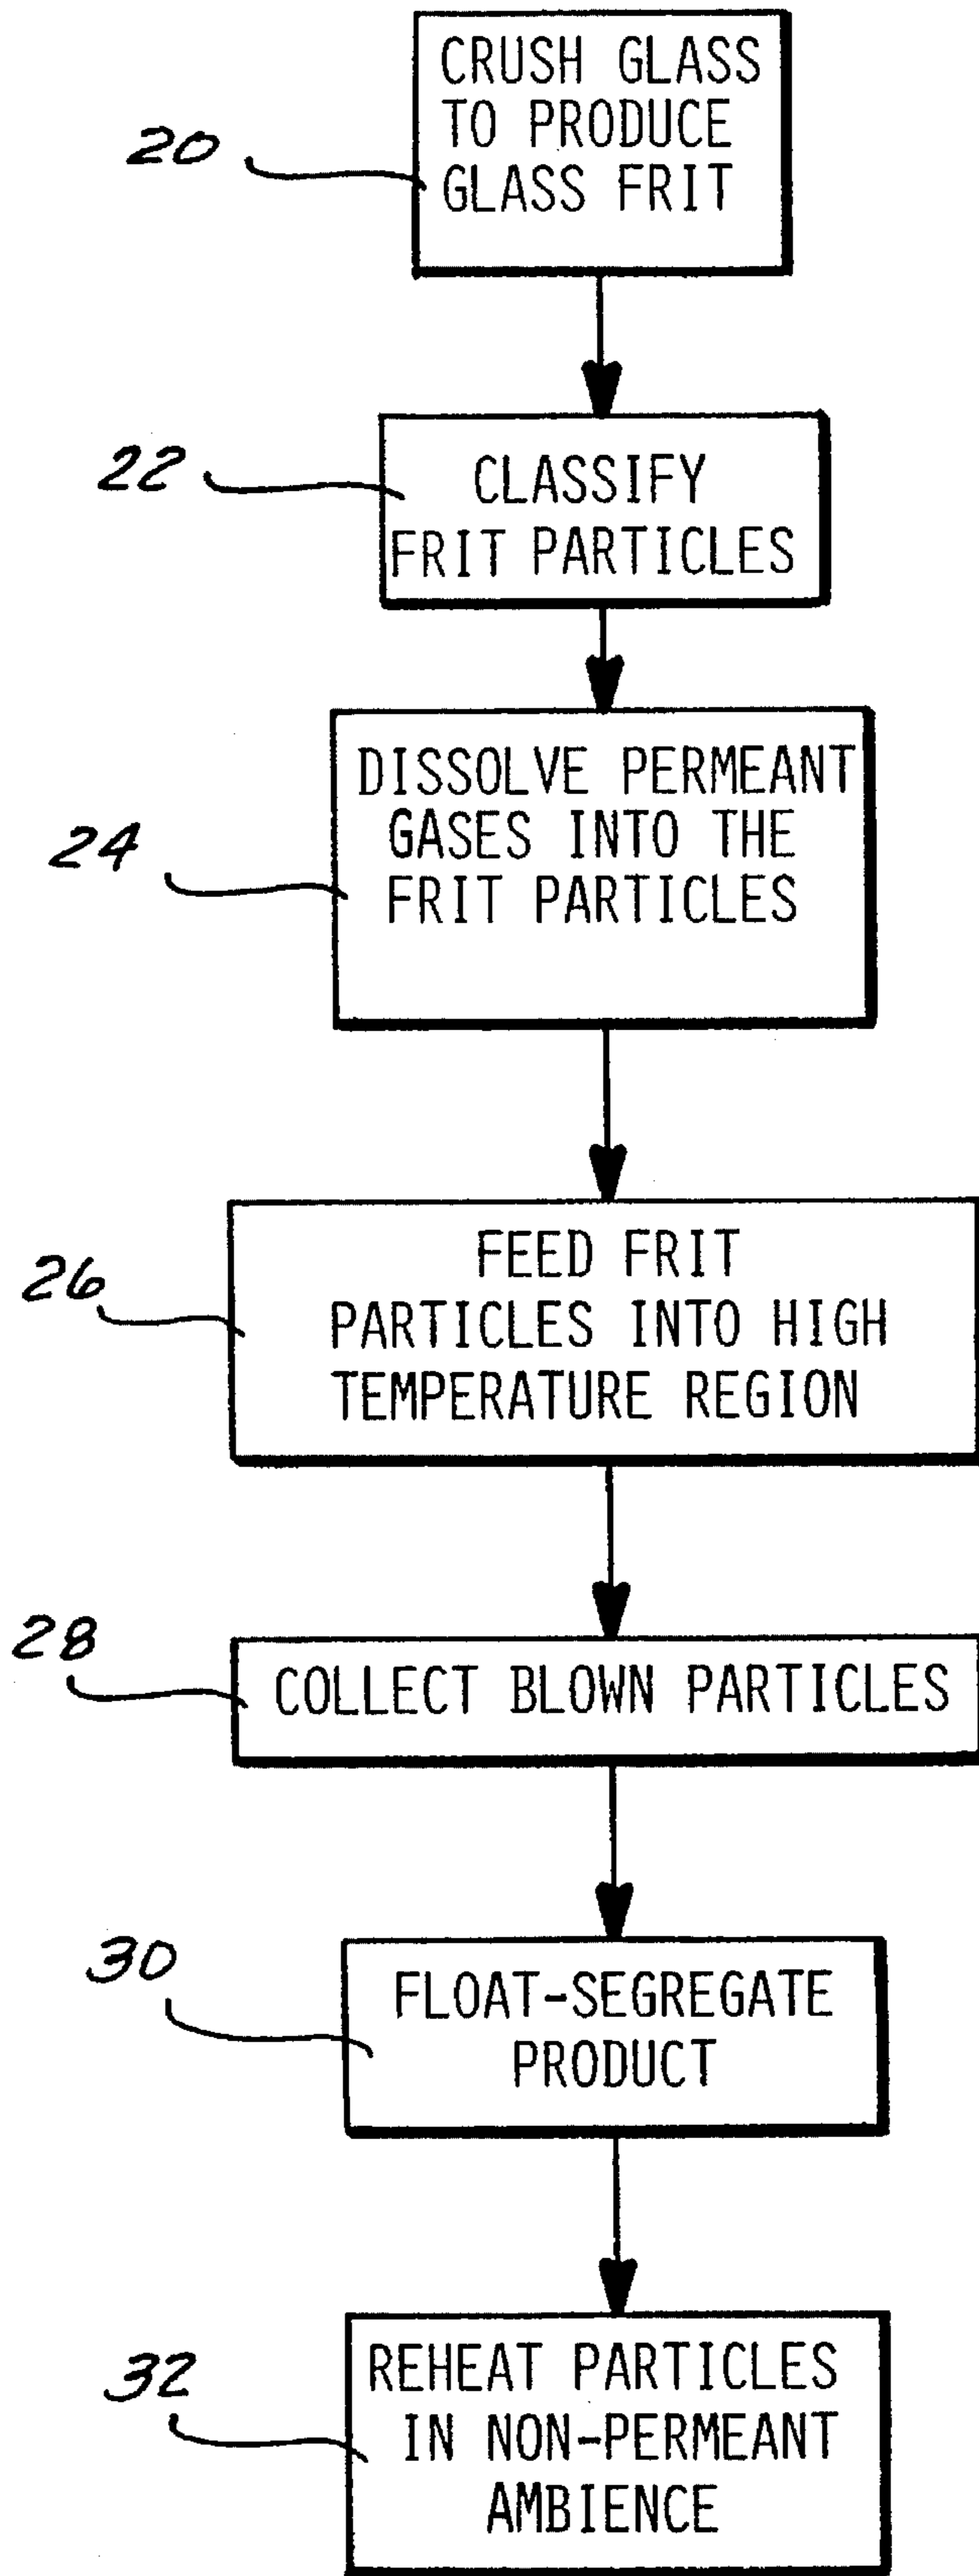 20
CRUSH GLASS
TO PRODUCE
GLASS FRIT
22
CLASSIFY
FRIT PARTICLES
24
DISSOLVE PERMEANT
GASES INTO THE
FRIT PARTICLES
26
FEED FRIT
PARTICLES INTO HIGH
TEMPERATURE REGION
28
COLLECT BLOWN PARTICLES
30
FLOAT-SEGREGATE
PRODUCT
32
REHEAT PARTICLES
IN NON-PERMEANT
AMBIENCE